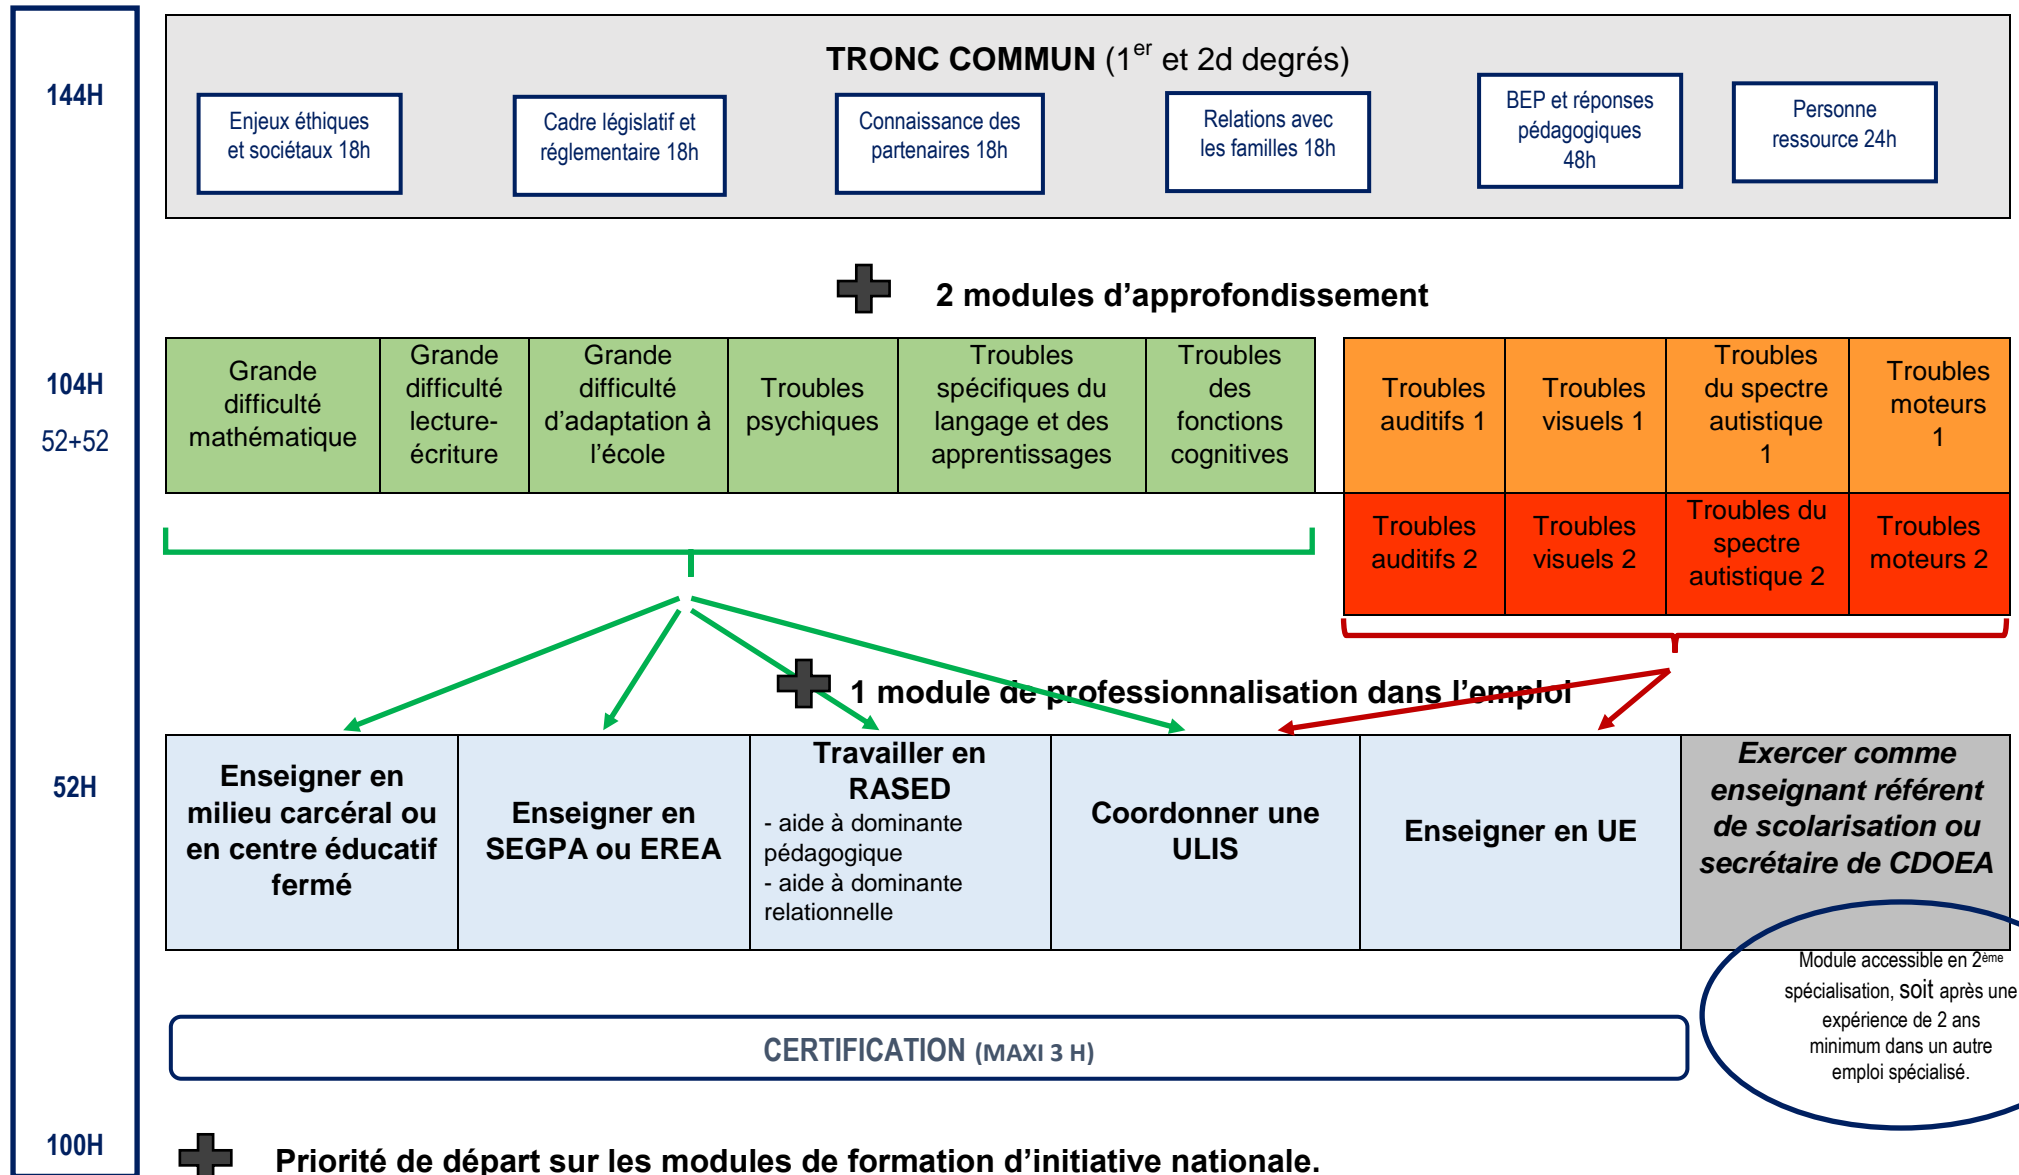 144H
TRONC COMMUN (1er et 2d degrés)
Enjeux éthiques
et sociétaux 18h
Cadre législatif et
réglementaire 18h
Connaissance des
partenaires 18h
Relations avec
les familles 18h
BEP et réponses
pédagogiques
48h
Personne
ressource 24h
2 modules d’approfondissement
104H
52+52
Grande
difficulté
mathématique
Grande
difficulté
lecture-
écriture
Grande
difficulté
d’adaptation à
l’école
Troubles
psychiques
Troubles
spécifiques du
langage et des
apprentissages
Troubles
des
fonctions
cognitives
Troubles
auditifs 1
Troubles
visuels 1
Troubles
du spectre
autistique
1
Troubles
moteurs
1
Troubles
auditifs 2
Troubles
visuels 2
Troubles du
spectre
autistique 2
Troubles
moteurs 2
1 module de professionnalisation dans l’emploi
52H
Enseigner en
milieu carcéral ou
en centre éducatif
fermé
Enseigner en
SEGPA ou EREA
Travailler en
RASED
- aide à dominante
pédagogique
- aide à dominante
relationnelle
Coordonner une
ULIS
Enseigner en UE
Exercer comme
enseignant référent
de scolarisation ou
secrétaire de CDOEA
Module accessible en 2ème
spécialisation, soit après une
expérience de 2 ans
minimum dans un autre
emploi spécialisé.
CERTIFICATION (MAXI 3 H)
100H
Priorité de départ sur les modules de formation d’initiative nationale.